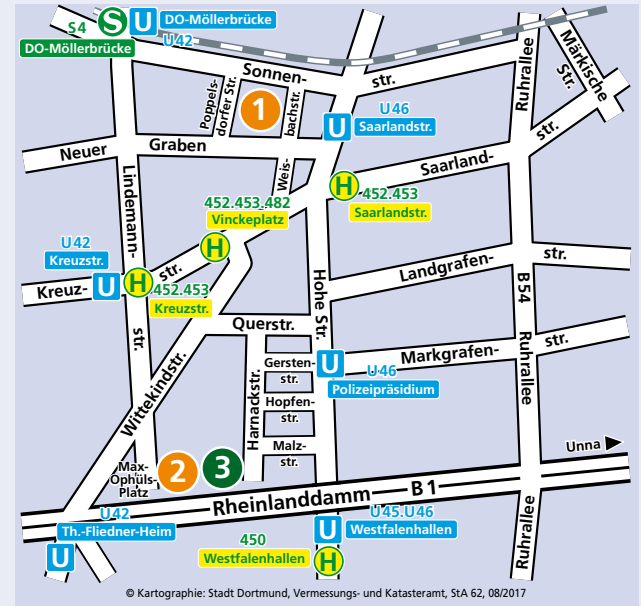 S4
S
U
DO-Möllerbrücke
DO-Möllerbrücke
U42
Sonnen-
str.
Ruhrallee
Märkische
Str.
Poppels-
dorfer Str.
1
bachstr.
U46
U
Saarlandstr.
str.
Neuer
Graben
Saarland-
Weis-
Lindemann-
H
452.453
Saarlandstr.
452.453.482
Vinckeplatz
H
U42
Kreuzstr.
str.
Kreuz-
U
H
452.453
Kreuzstr.
Landgrafen-
str.
Hohe Str.
B54
Querstr.
str.
Markgrafen-
Ruhrallee
Gersten-
str.
U
U46
Polizeipräsidium
Wittekindstr.
Harnackstr.
Hopfen-
str.
str.
Malz-
str.
Unna
Max-
Ophüls-
Platz
2
3
Rheinlanddamm
B1
U42
Th.-Fliedner-Heim
U
U45.U46
U
Westfalenhallen
450
Westfalenhallen
H
Ruhrallee
© Kartographie: Stadt Dortmund, Vermessungs- und Katasteramt, StA 62, 08/2017